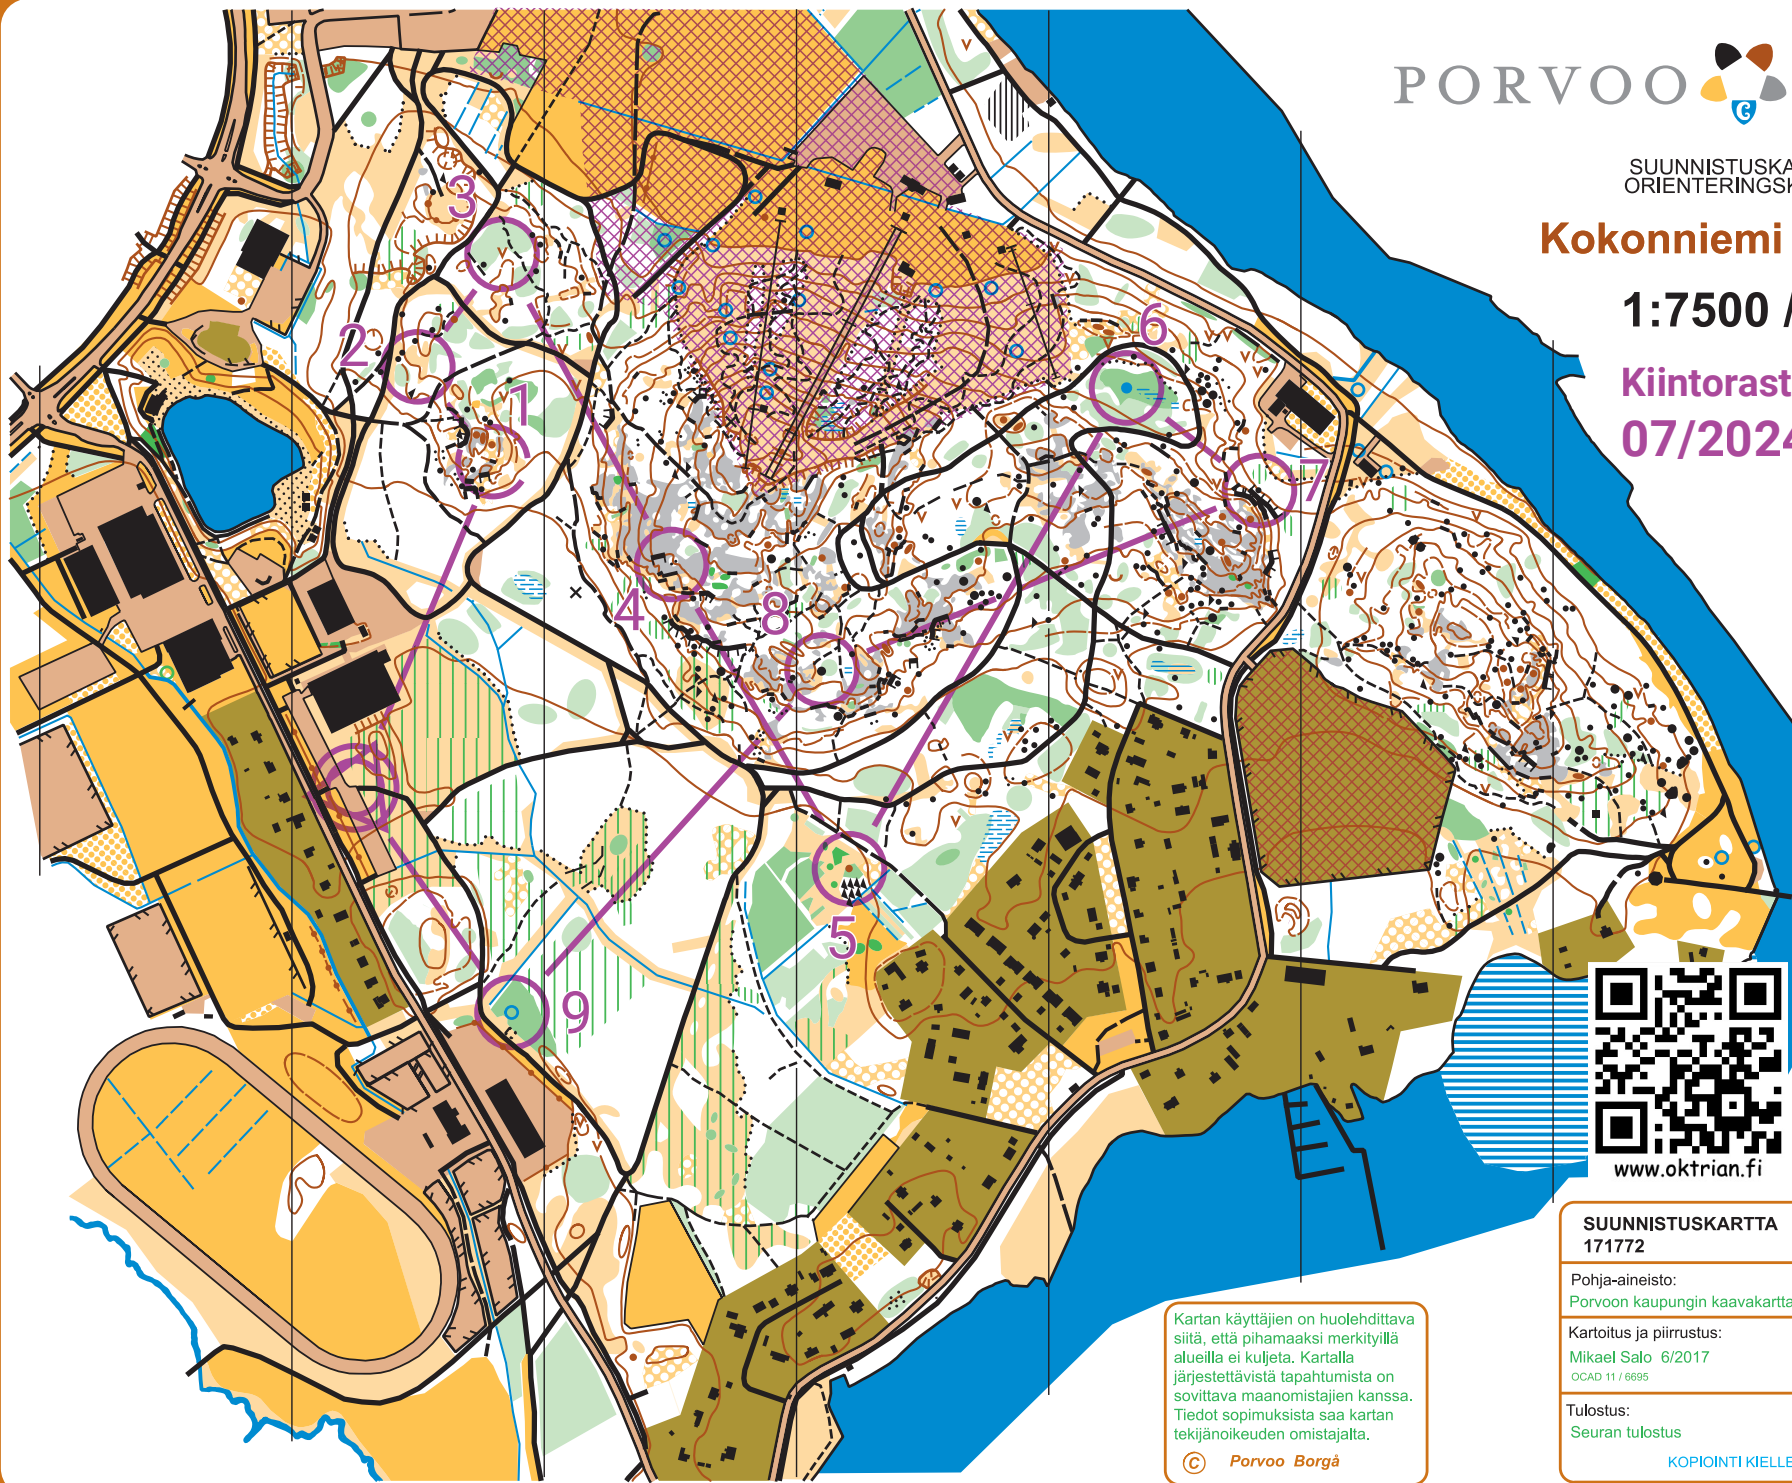 PORVOO
SUUNNISTUSKA
ORIENTERINGSK
Kokonniemi
1:7500 /
Kiintorast
07/2024
3
2
1
6
7
4
8
5
9
www.oktrian.fi
SUUNNISTUSKARTTA
171772
Pohja-aineisto:
Porvoon kaupungin kaavakartta
Kartoitus ja piirrustus:
Mikael Salo 6/2017
OCAD 11 / 6695
Tulostus:
Seuran tulostus
KOPIOINTI KIELLE
Kartan käyttäjien on huolehdittava
siitä, että pihamaaksi merkityillä
alueilla ei kuljeta. Kartalla
järjestettävistä tapahtumista on
sovittava maanomistajien kanssa.
Tiedot sopimuksista saa kartan
tekijänoikeuden omistajalta.
© Porvoo Borgå